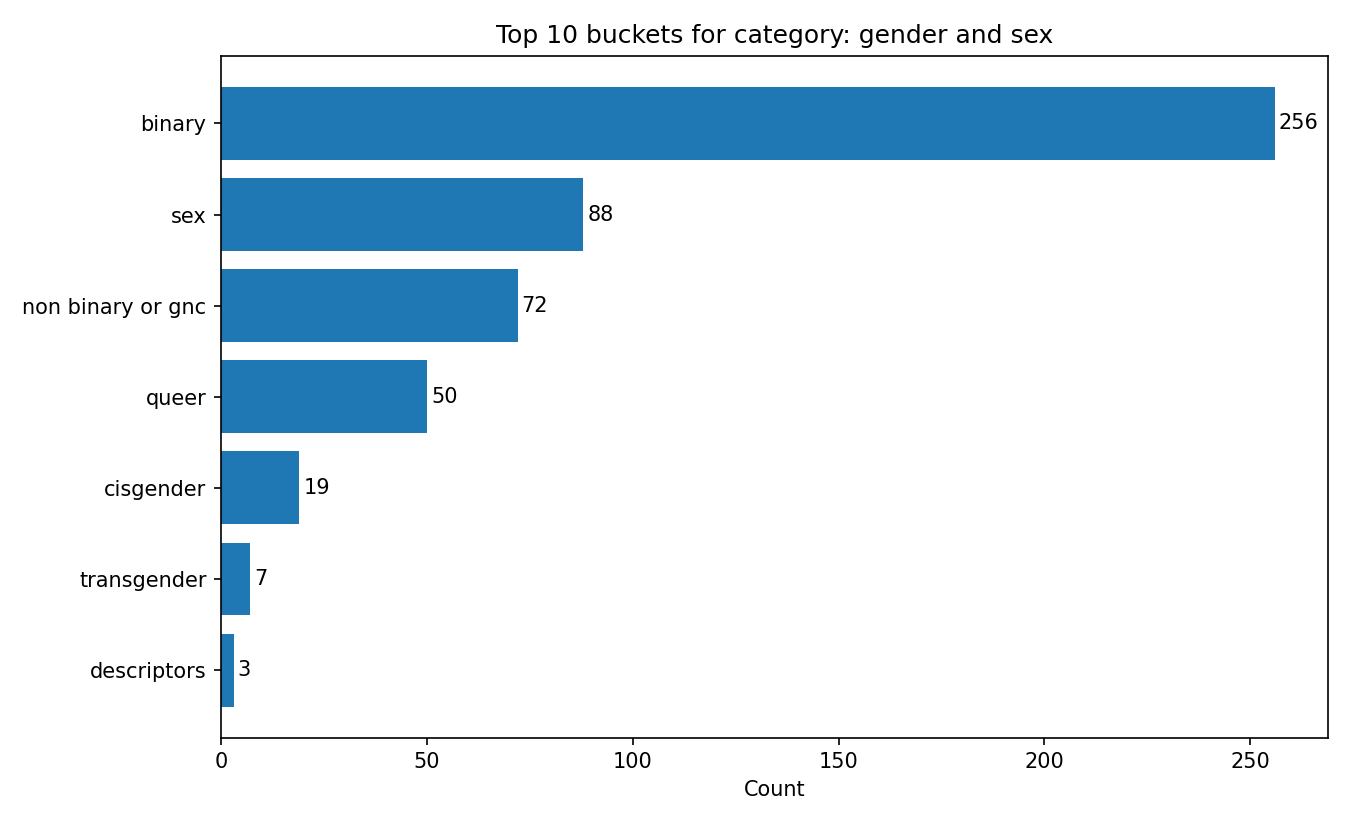 Top 10 buckets for category: gender and sex
binary
256
sex
88
non binary or gnc
72
queer
50
cisgender
19
transgender
7
descriptors
3
0 50 100 150 200 250
Count